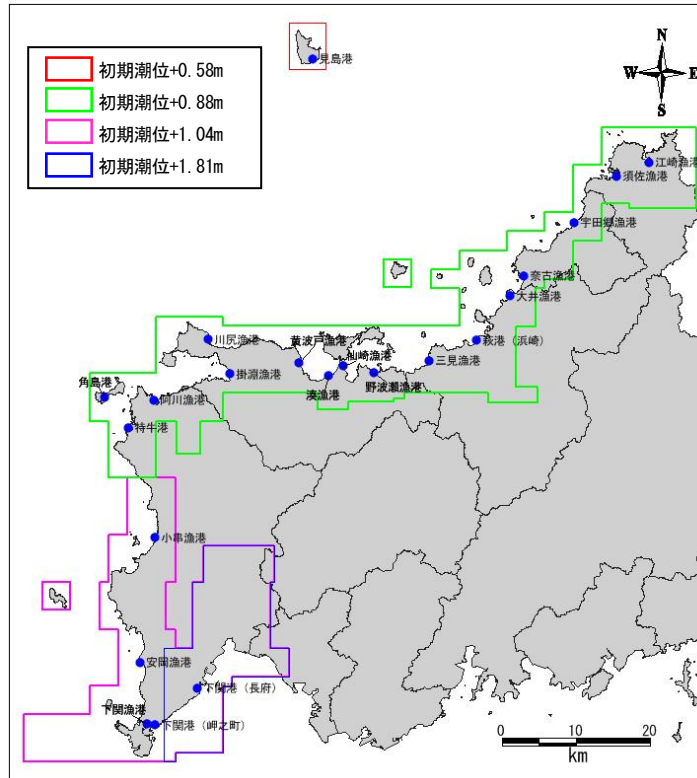 初期潮位+0.58m
初期潮位+0.88m
初期潮位+1.04m
初期潮位+1.81m
見島港
N
W E
S
江崎漁港
須佐漁港
宇田郷漁港
奈古漁港
大井漁港
萩港（浜崎）
三見漁港
川尻漁港
黄波戸漁港
仙崎漁港
掛淵漁港
湊漁港
野波瀬漁港
角島港
阿川漁港
特牛港
小串漁港
安岡漁港
下関港（長府）
下関漁港
下関港（岬之町）
0 10 20
km